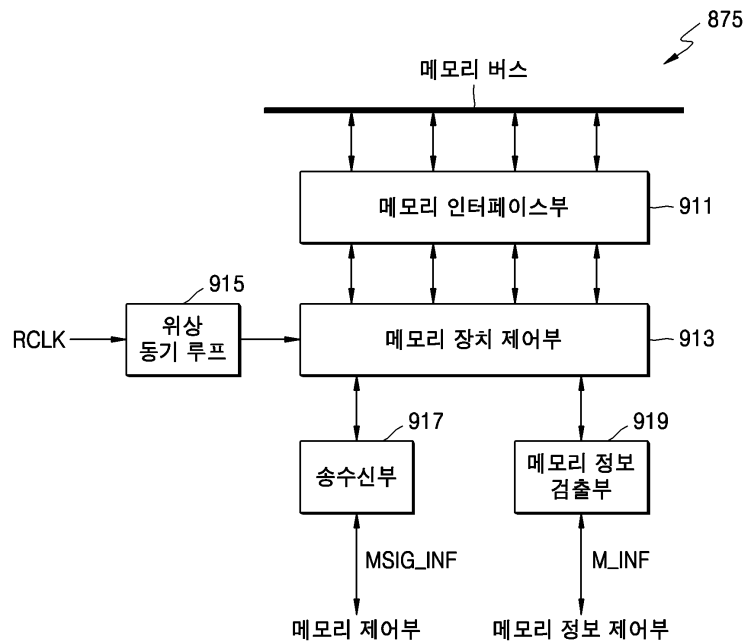 875
메모리 버스
메모리 인터페이스부
911
915
위상
동기 루프
RCLK
메모리 장치 제어부
913
917
919
송수신부
메모리 정보
검출부
MSIG_INF
M_INF
메모리 제어부
메모리 정보 제어부